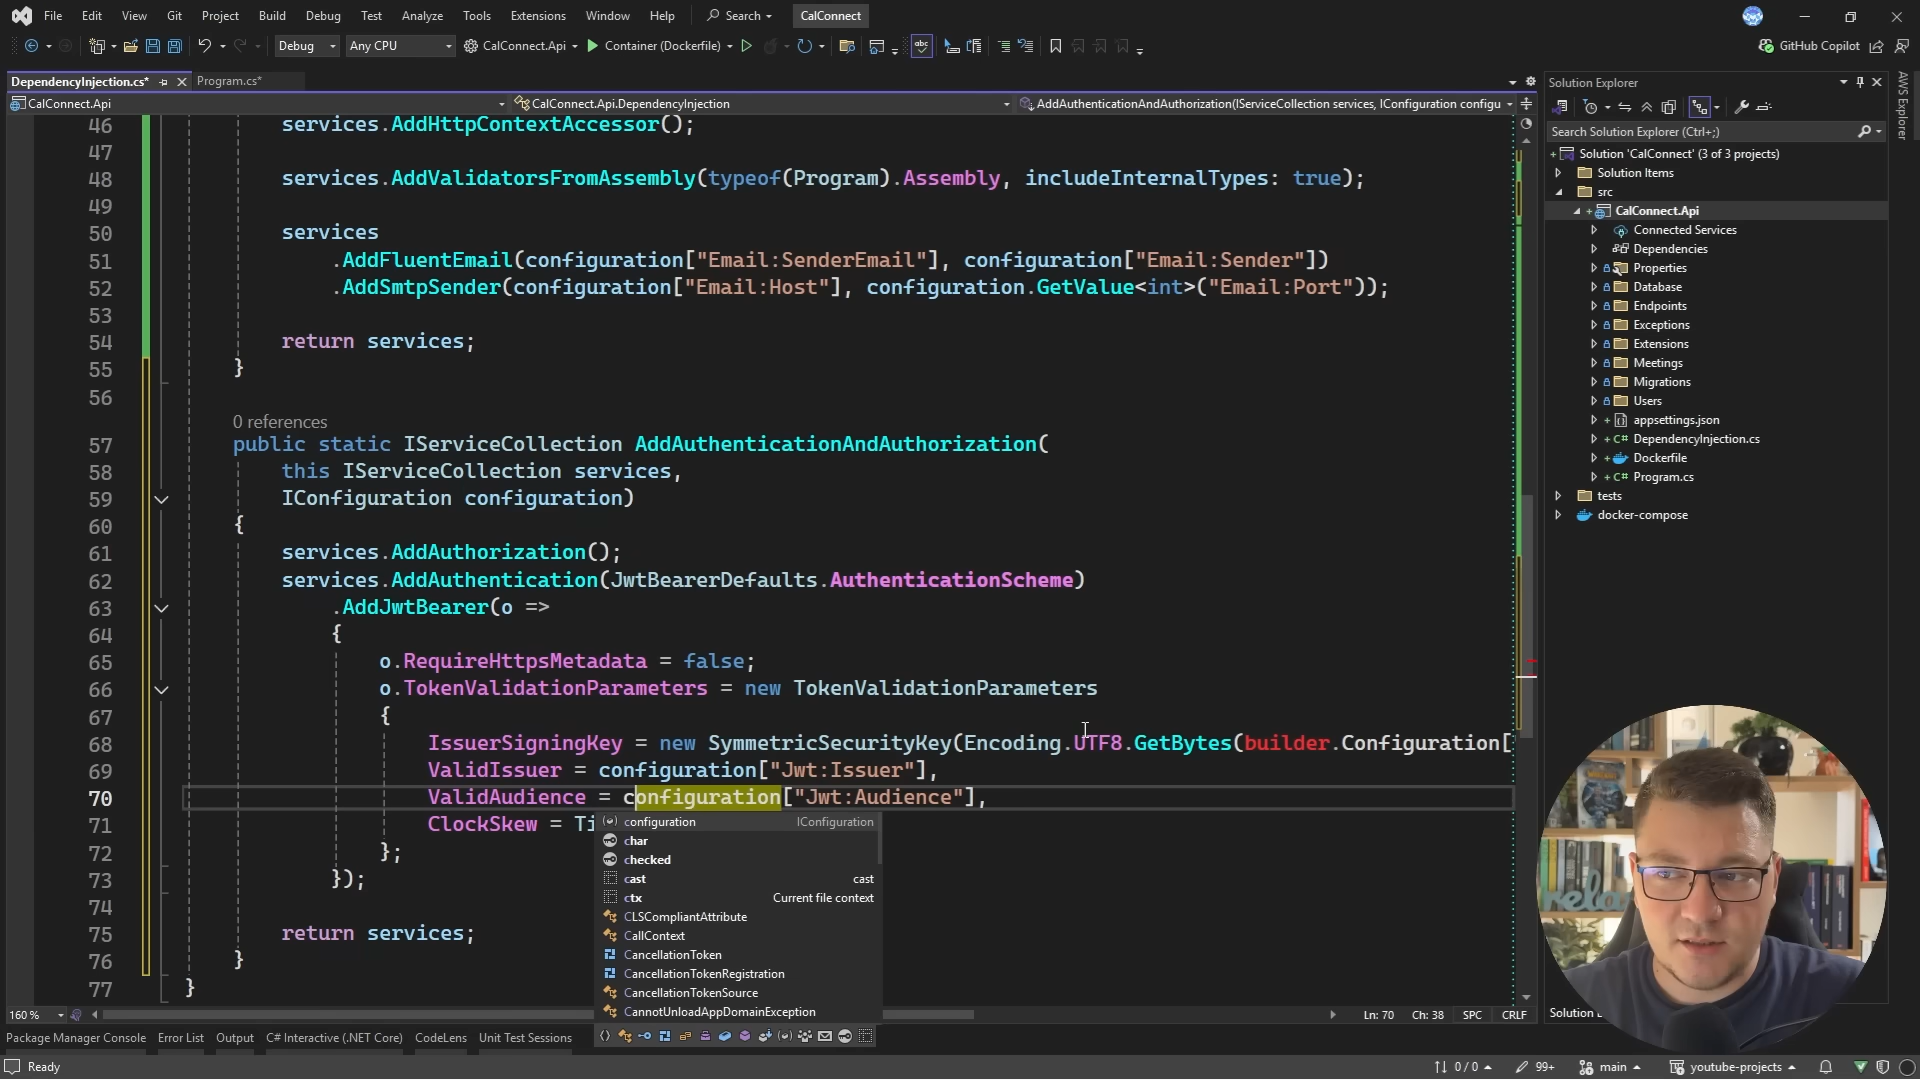 File Edit View Git Project Build Debug Test Analyze Tools Extensions Window Help Search CalConnect
Debug Any CPU CalConnect.Api Container (Dockerfile) abc GitHub Copilot
DependencyInjection.cs* Program.cs*
CalConnect.Api CalConnect.Api.DependencyInjection AddAuthenticationAndAuthorization(IServiceCollection services, IConfiguration configu
46 services.AddHttpContextAccessor();
47
48 services.AddValidatorsFromAssembly(typeof(Program).Assembly, includeInternalTypes: true);
49
50 services
51 .AddFluentEmail(configuration["Email:SenderEmail"], configuration["Email:Sender"])
52 .AddSmtpSender(configuration["Email:Host"], configuration.GetValue<int>("Email:Port"));
53
54 return services;
55 }
56
0 references
57 public static IServiceCollection AddAuthenticationAndAuthorization(
58 this IServiceCollection services,
59 IConfiguration configuration)
60 {
61 services.AddAuthorization();
62 services.AddAuthentication(JwtBearerDefaults.AuthenticationScheme)
63 .AddJwtBearer(o =>
64 {
65 o.RequireHttpsMetadata = false;
66 o.TokenValidationParameters = new TokenValidationParameters
67 {
68 IssuerSigningKey = new SymmetricSecurityKey(Encoding.UTF8.GetBytes(builder.Configuration[
69 ValidIssuer = configuration["Jwt:Issuer"],
70 ValidAudience = configuration["Jwt:Audience"],
71 ClockSkew = Ti
72 };
73 });
74
75 return services;
76 }
77 }
configuration IConfiguration
char
checked
cast cast
ctx Current file context
CLSCompliantAttribute
CallContext
CancellationToken
CancellationTokenRegistration
CancellationTokenSource
CannotUnloadAppDomainException
160 % Ln: 70 Ch: 38 SPC CRLF
Package Manager Console Error List Output C# Interactive (.NET Core) CodeLens Unit Test Sessions
Ready 0 / 0 99+ main youtube-projects
Solution Explorer
Search Solution Explorer (Ctrl+;)
Solution 'CalConnect' (3 of 3 projects)
Solution Items
src
CalConnect.Api
Connected Services
Dependencies
Properties
Database
Endpoints
Exceptions
Extensions
Meetings
Migrations
Users
appsettings.json
C# DependencyInjection.cs
Dockerfile
C# Program.cs
tests
docker-compose
AWS Explorer